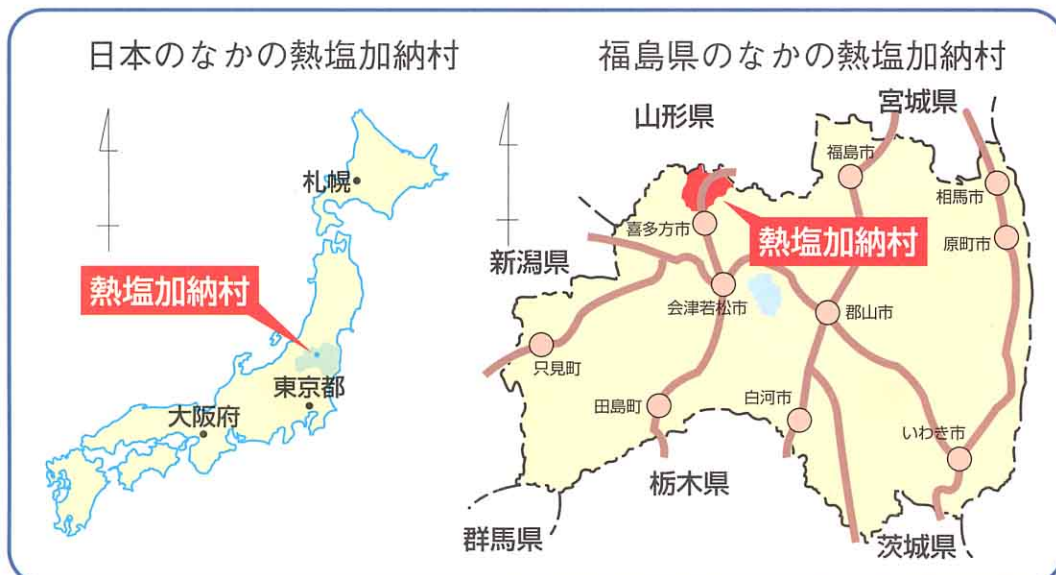 日本のなかの熱塩加納村
札幌
熱塩加納村
東京都
大阪府
福島県のなかの熱塩加納村
宮城県
山形県
福島市
相馬市
喜多方市
熱塩加納村
原町市
新潟県
会津若松市
郡山市
只見町
田島町
白河市
いわき市
栃木県
群馬県
茨城県